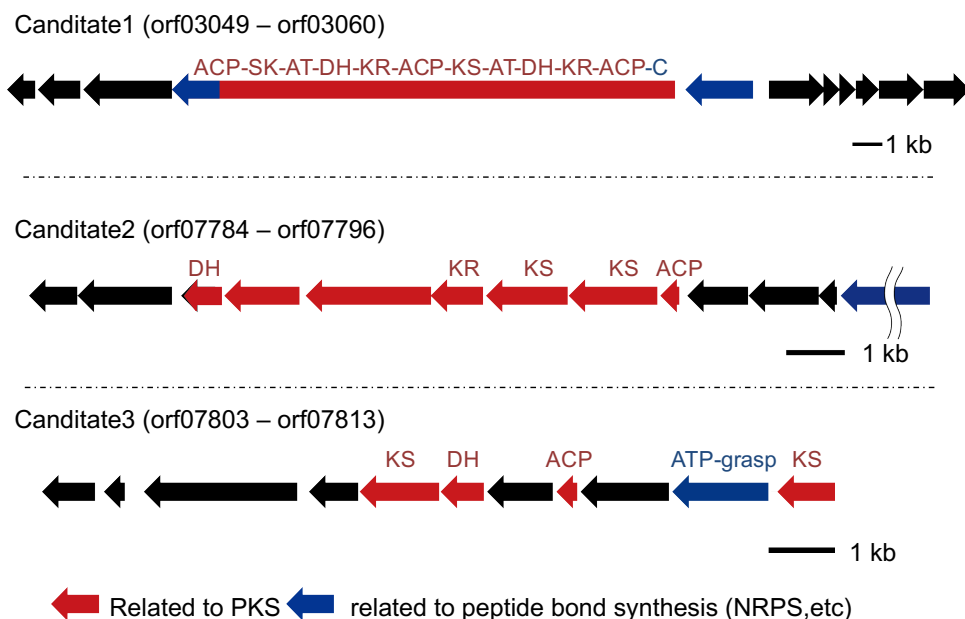 Canditate1 (orf03049 – orf03060)
ACP-SK-AT-DH-KR-ACP-KS-AT-DH-KR-ACP-C
1 kb
Canditate2 (orf07784 – orf07796)
DH KR KS KS ACP
1 kb
Canditate3 (orf07803 – orf07813)
KS DH ACP ATP-grasp KS
1 kb
Related to PKS related to peptide bond synthesis (NRPS,etc)